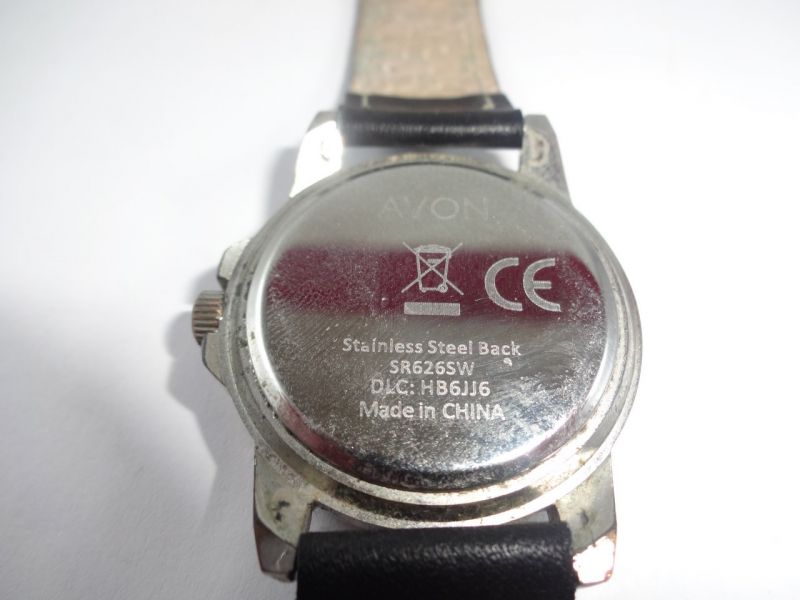 AVON
CE
Stainless Steel Back
SR626SW
DLC: HB6JJ6
Made in CHINA